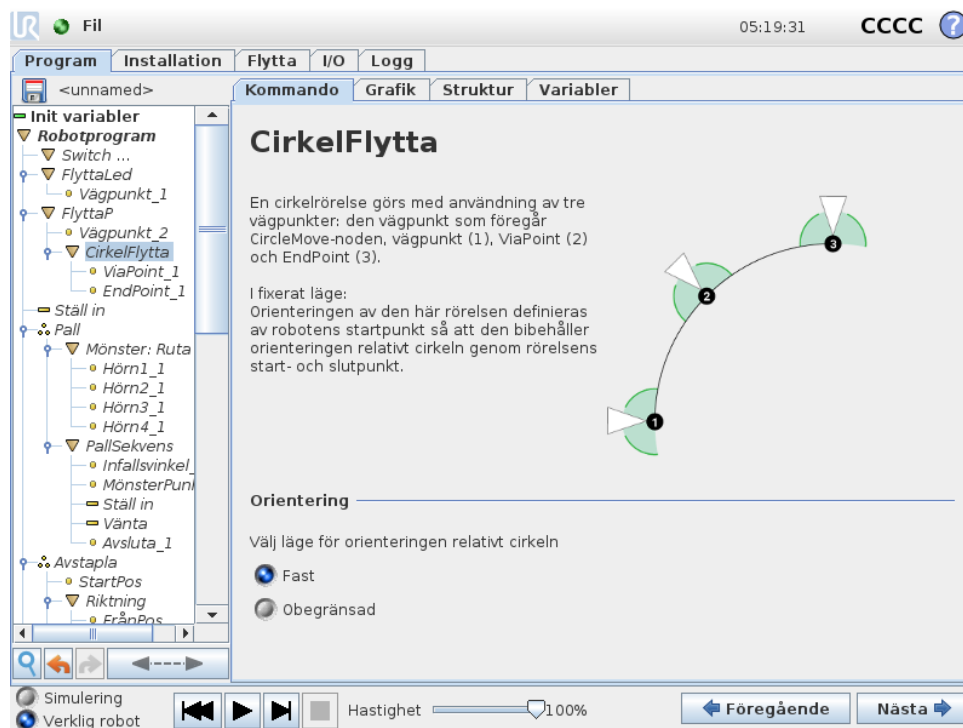 UR
Fil
05:19:31
CCCC
?
Program
Installation
Flytta
I/O
Logg
<unnamed>
Kommando
Grafik
Struktur
Variabler
Init variabler
Robotprogram
Switch ...
FlyttaLed
Vägpunkt_1
FlyttaP
Vägpunkt_2
CirkelFlytta
ViaPoint_1
EndPoint_1
Ställ in
Pall
Mönster: Ruta
Hörn1_1
Hörn2_1
Hörn3_1
Hörn4_1
PallSekvens
Infallsvinkel_
MönsterPun
Ställ in
Vänta
Avsluta_1
Avstapla
StartPos
Riktning
FrånPos
CirkelFlytta
En cirkelrörelse görs med användning av tre
vägpunkter: den vägpunkt som föregår
CircleMove-noden, vägpunkt (1), ViaPoint (2)
och EndPoint (3).
I fixerat läge:
Orienteringen av den här rörelsen definieras
av robotens startpunkt så att den bibehåller
orienteringen relativt cirkeln genom rörelsens
start- och slutpunkt.
3
2
1
Orientering
Välj läge för orienteringen relativt cirkeln
Fast
Obegränsad
Simulering
Verklig robot
Hastighet
100%
Föregående
Nästa